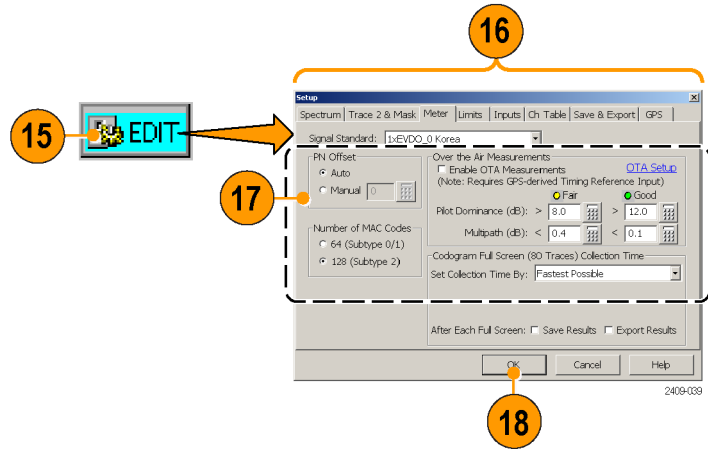 16
15
EDIT
Setup
Spectrum Trace 2 & Mask Meter Limits Inputs Ch Table Save & Export GPS
Signal Standard: 1xEVDO_0 Korea
17
PN Offset
Auto
Manual 0
Number of MAC Codes
64 (Subtype 0/1)
128 (Subtype 2)
Over the Air Measurements
Enable OTA Measurements OTA Setup
(Note: Requires GPS-derived Timing Reference Input)
Fair Good
Pilot Dominance (dB): > 8.0 > 12.0
Multipath (dB): < 0.4 < 0.1
Codogram Full Screen (80 Traces) Collection Time
Set Collection Time By: Fastest Possible
After Each Full Screen: Save Results Export Results
OK Cancel Help
2409-039
18